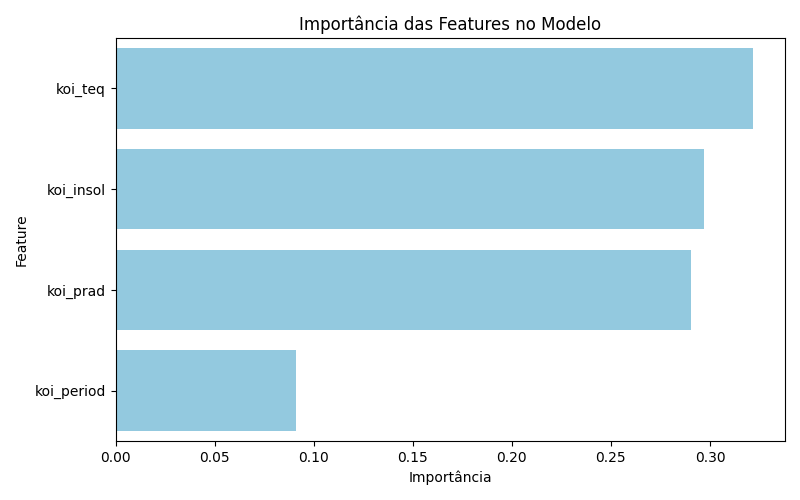 Importância das Features no Modelo
koi_teq
koi_insol
koi_prad
koi_period
Feature
0.00 0.05 0.10 0.15 0.20 0.25 0.30
Importância